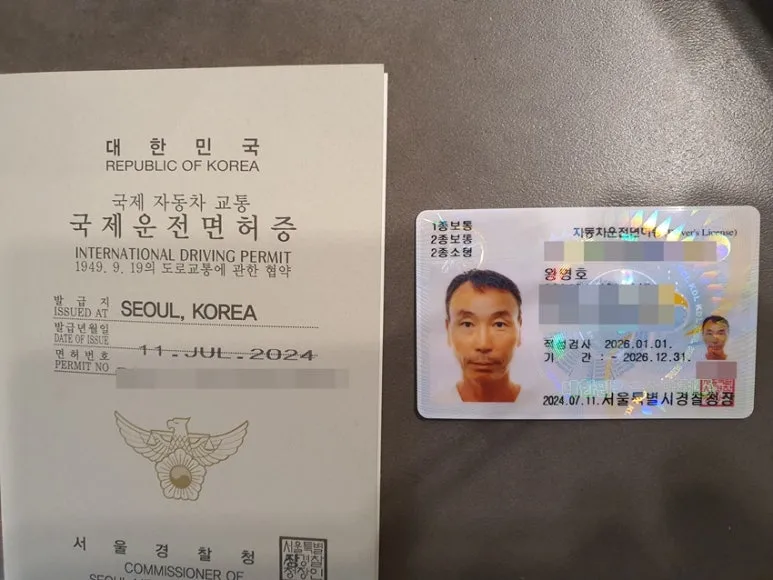 대한민국
REPUBLIC OF KOREA
국제 자동차 교통
국제운전면허증
INTERNATIONAL DRIVING PERMIT
1949. 9. 19의 도로교통에 관한 협약
발급지
ISSUED AT SEOUL, KOREA
발급년월일
DATE OF ISSUE 11. JUL. 2024
면허번호
PERMIT NO
서울경찰청
COMMISSIONER OF
1종보통
2종보통
2종소형
자동차운전면허증 (Driver's License)
왕영호
적성검사 2026.01.01.
기 간 : ~ 2026.12.31.
2024.07.11. 서울특별시경찰청장